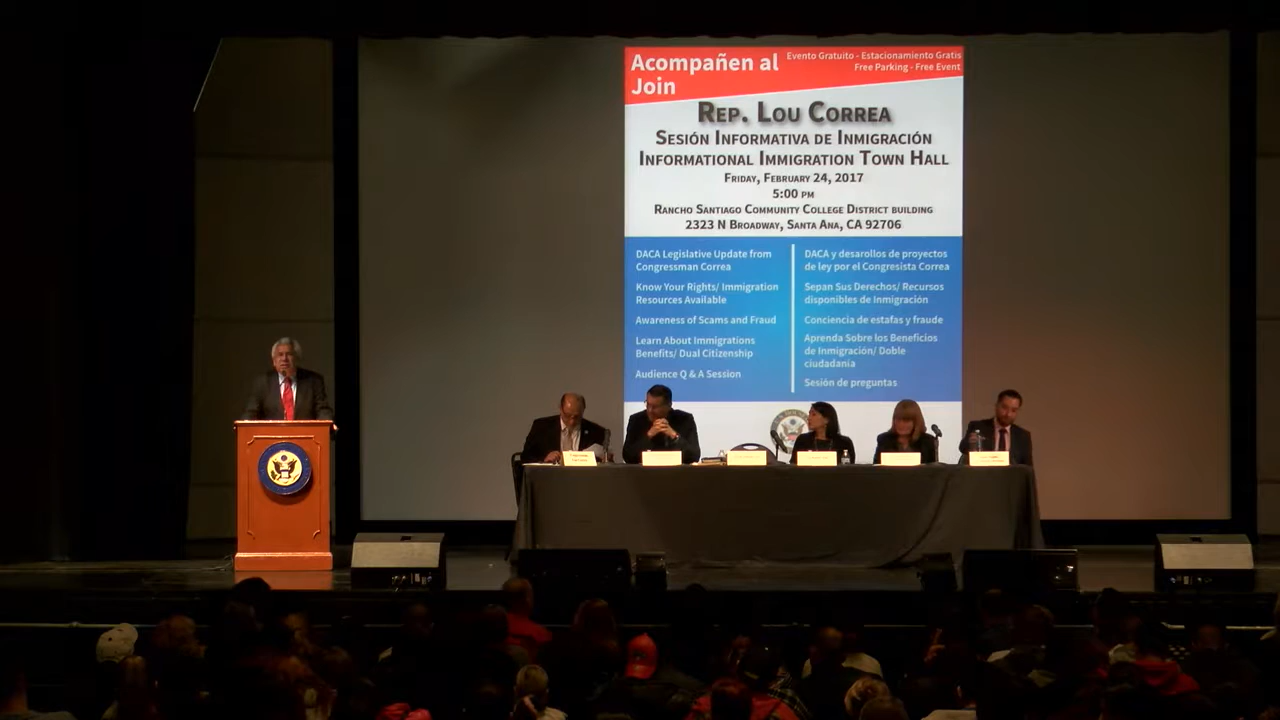 Acompañen al
Join
Evento Gratuito - Estacionamiento Gratis
Free Parking - Free Event
Rep. Lou Correa
Sesión Informativa de Inmigración
Informational Immigration Town Hall
Friday, February 24, 2017
5:00 pm
Rancho Santiago Community College District building
2323 N Broadway, Santa Ana, CA 92706
DACA Legislative Update from
Congressman Correa
Know Your Rights/ Immigration
Resources Available
Awareness of Scams and Fraud
Learn About Immigrations
Benefits/ Dual Citizenship
Audience Q & A Session
DACA y desarollos de proyectos
de ley por el Congresista Correa
Sepan Sus Derechos/ Recursos
disponibles de Inmigración
Conciencia de estafas y fraude
Aprenda Sobre los Beneficios
de Inmigración/ Doble
ciudadania
Sesión de preguntas